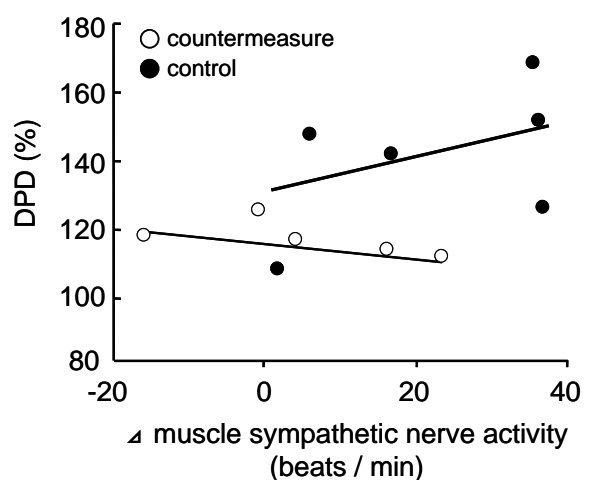 180
countermeasure
control
160
140
120
100
80
DPD (%)
-20 0 20 40
⊿ muscle sympathetic nerve activity
(beats / min)